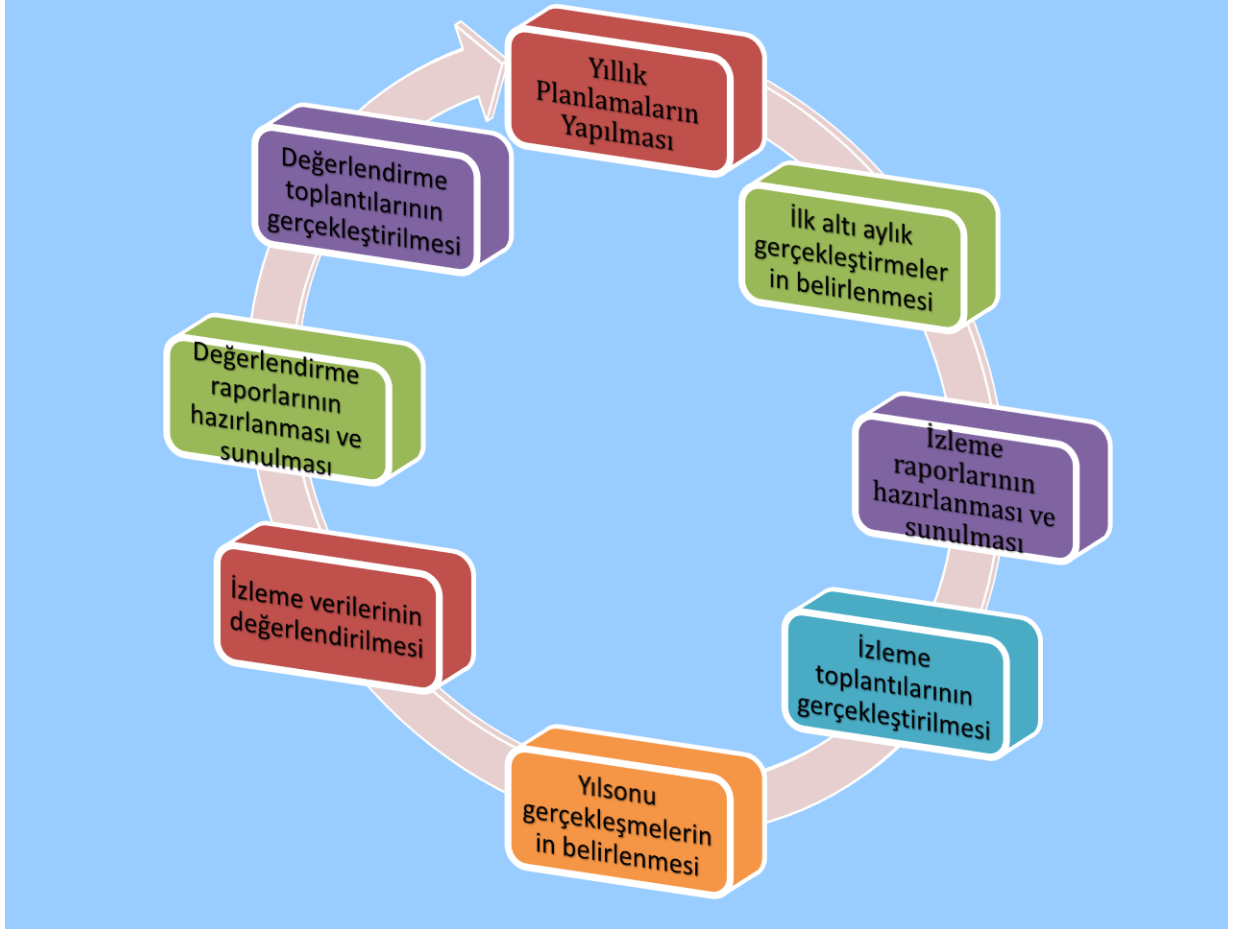 Yıllık
Planlamaların
Yapılması
İlk altı aylık
gerçekleştirmeler
in belirlenmesi
İzleme
raporlarının
hazırlanması ve
sunulması
İzleme
toplantılarının
gerçekleştirilmesi
Yılsonu
gerçekleşmelerin
in belirlenmesi
İzleme verilerinin
değerlendirilmesi
Değerlendirme
raporlarının
hazırlanması ve
sunulması
Değerlendirme
toplantılarının
gerçekleştirilmesi